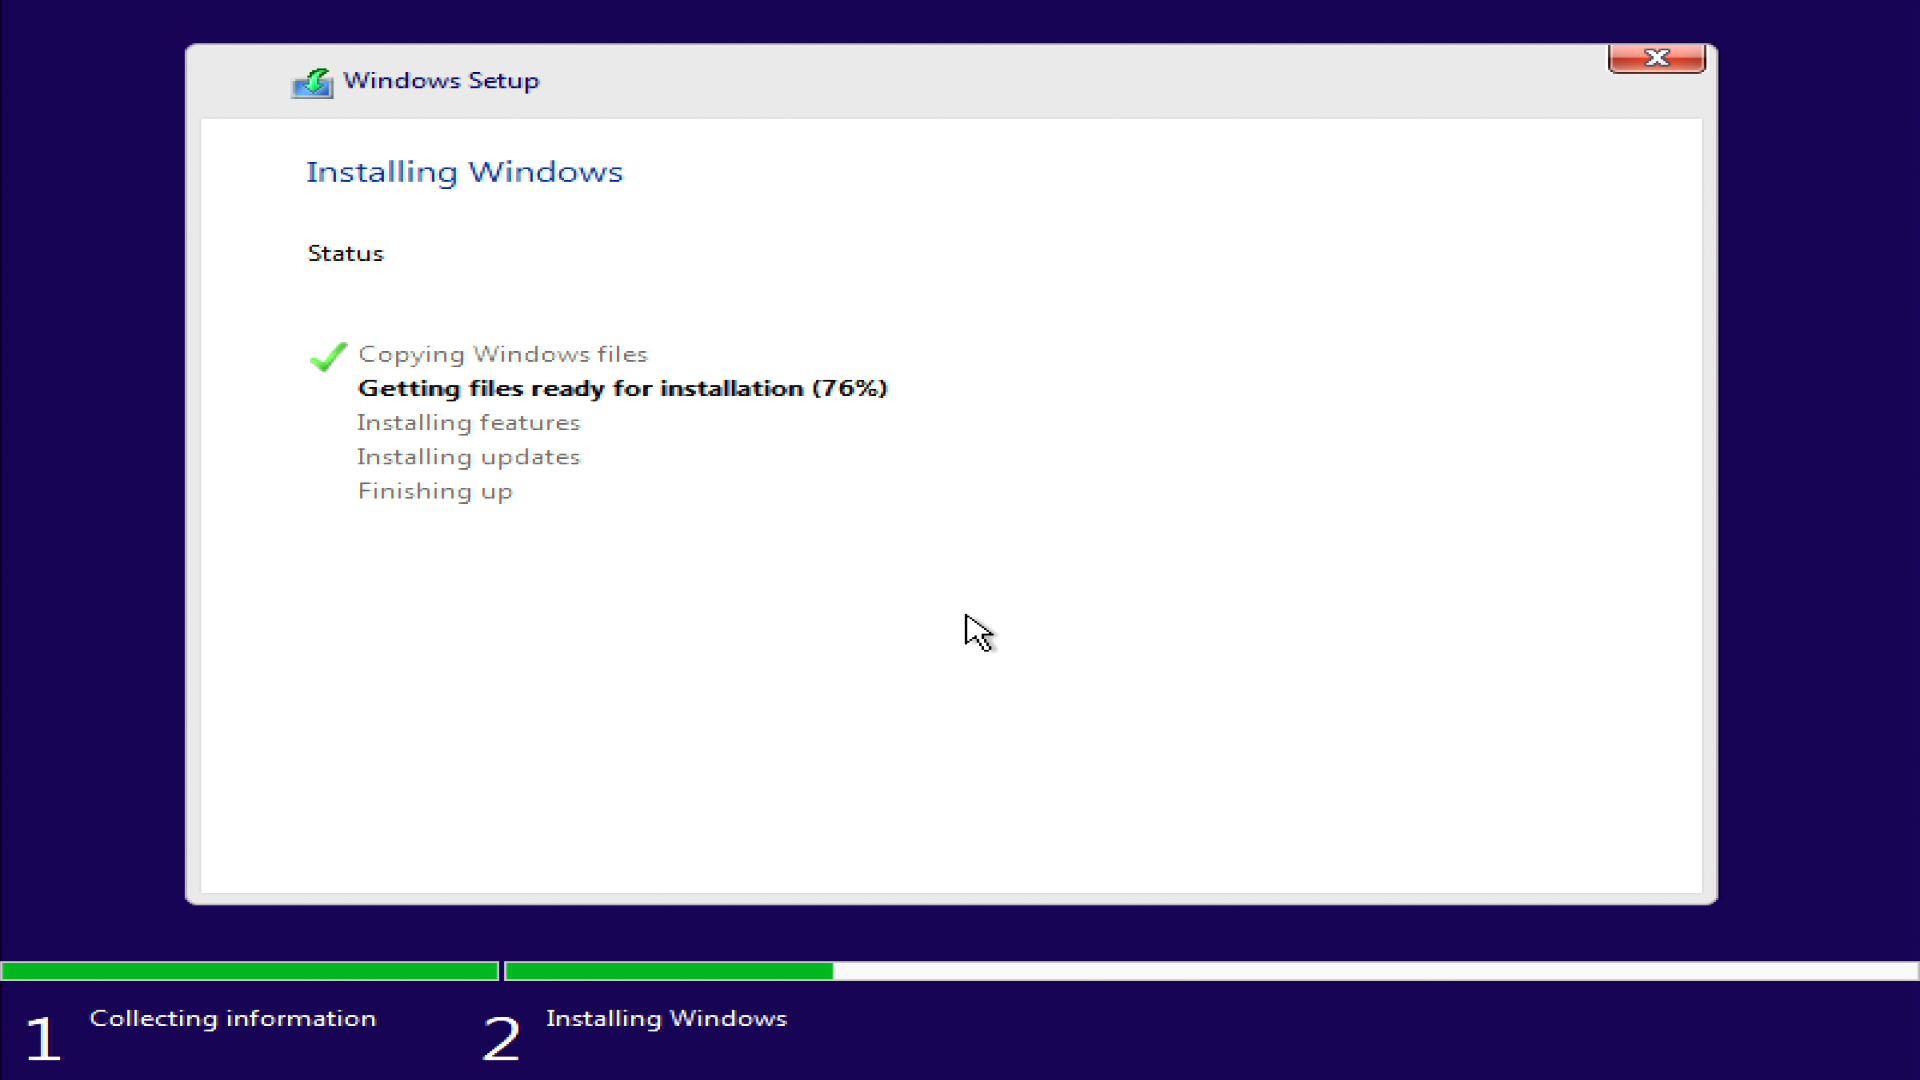 Windows Setup
Installing Windows
Status
Copying Windows files
Getting files ready for installation (76%)
Installing features
Installing updates
Finishing up
1 Collecting information
2 Installing Windows